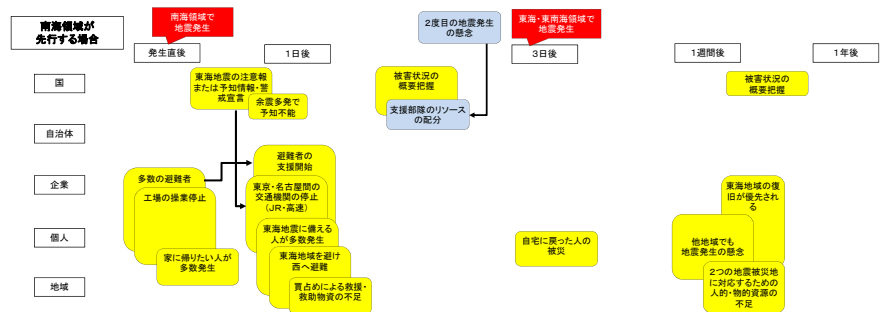 南海領域が
先行する場合
南海領域で
地震発生
2度目の地震発生
の懸念
東海・東南海領域で
地震発生
発生直後
1日後
3日後
1週間後
1年後
国
東海地震の注意報
または予知情報・警
戒宣言
余震多発で
予知不能
被害状況の
概要把握
支援部隊のリソース
の配分
被害状況の
概要把握
自治体
企業
多数の避難者
工場の操業停止
避難者の
支援開始
東京・名古屋間の
交通機関の停止
(JR・高速)
東海地域の復
旧が優先され
る
個人
家に帰りたい人が
多数発生
東海地震に備える
人が多数発生
東海地域を避け
西へ避難
自宅に戻った人の
被災
他地域でも
地震発生の懸念
地域
買占めによる救援・
救助物資の不足
2つの地震被災地
に対応するための
人的・物的資源の
不足